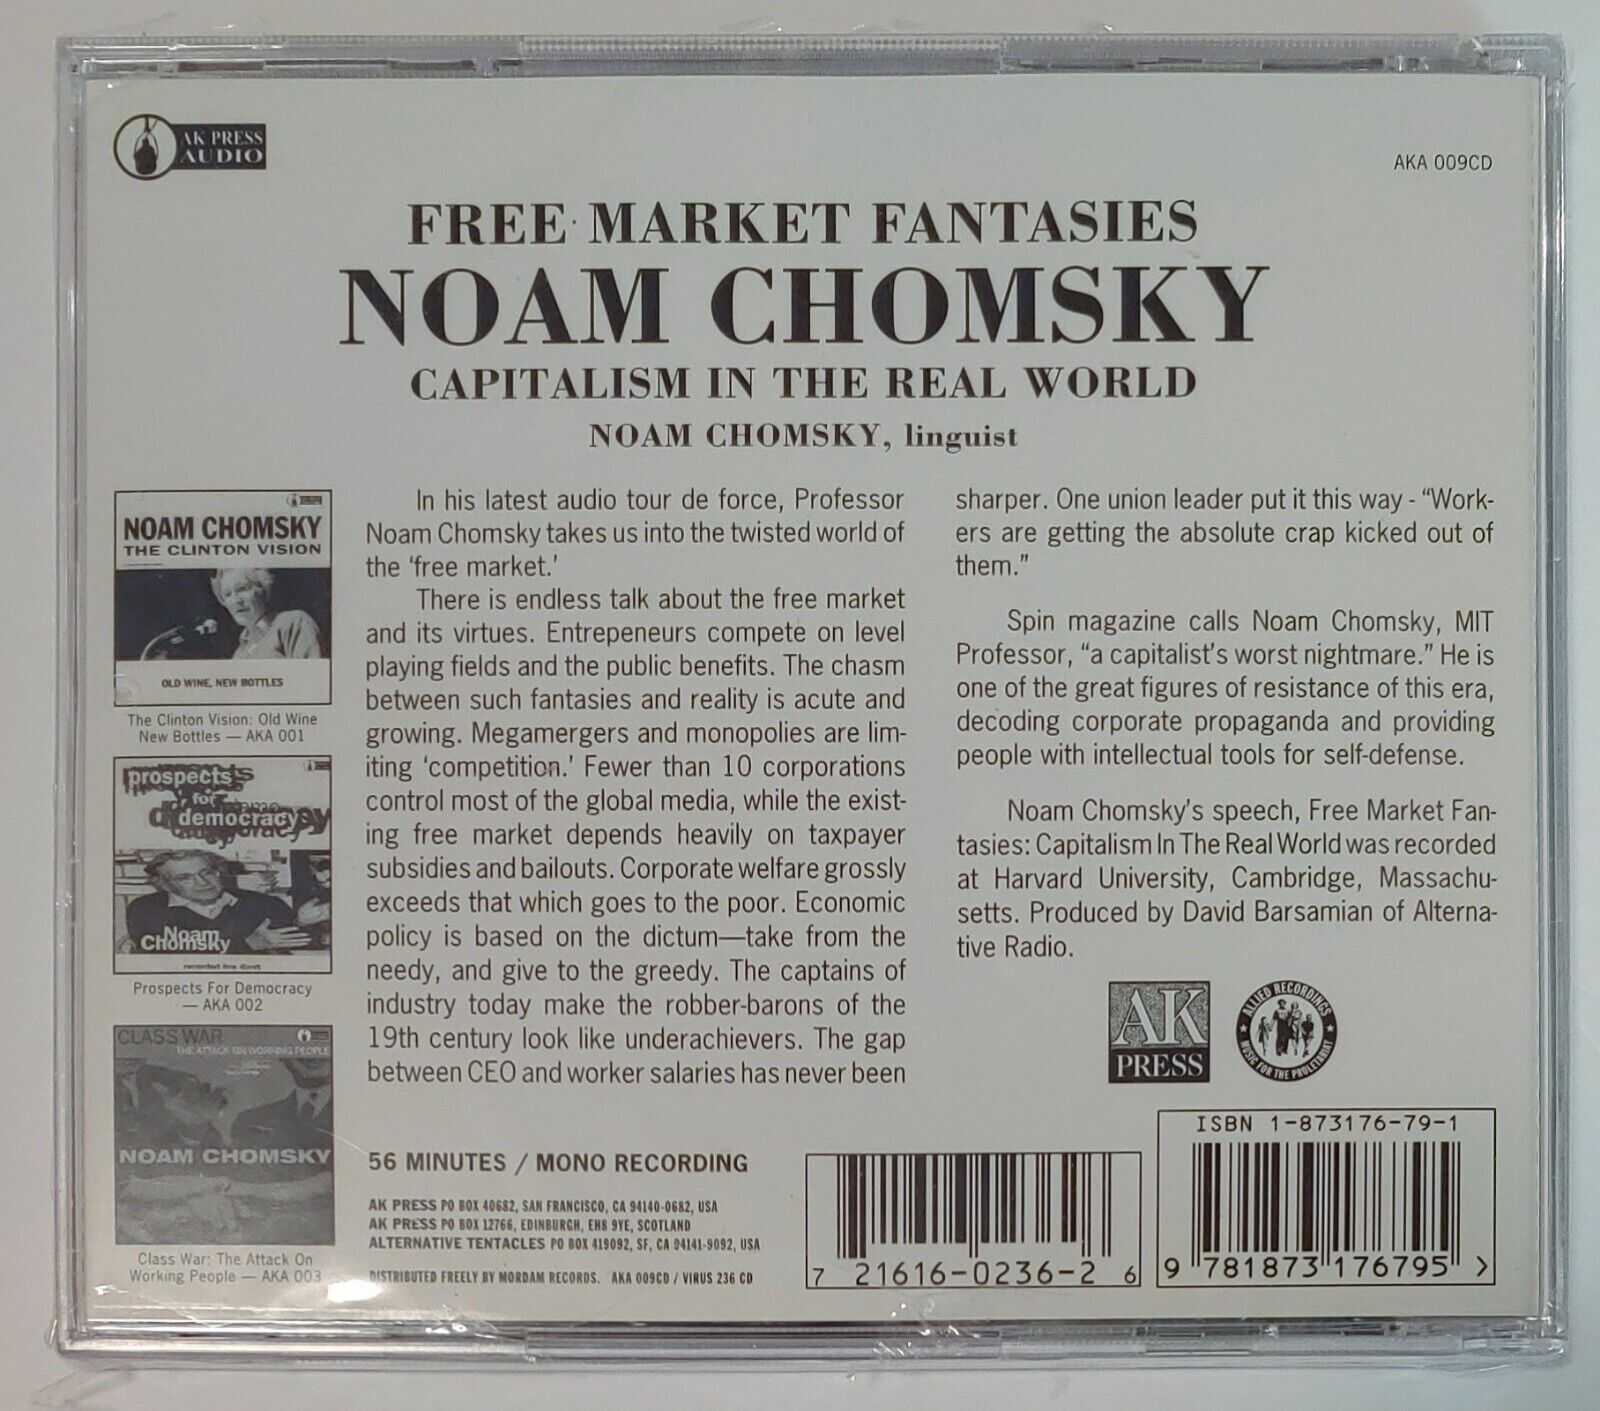 AK PRESS
AUDIO
AKA 009CD
FREE MARKET FANTASIES
NOAM CHOMSKY
CAPITALISM IN THE REAL WORLD
NOAM CHOMSKY, linguist
NOAM CHOMSKY
THE CLINTON VISION
OLD WINE, NEW BOTTLES
The Clinton Vision: Old Wine
New Bottles — AKA 001
prospects
for
democracy
Noam
Chomsky
Prospects For Democracy
— AKA 002
CLASS WAR
THE ATTACK ON WORKING PEOPLE
NOAM CHOMSKY
Class War: The Attack On
Working People — AKA 003
In his latest audio tour de force, Professor
Noam Chomsky takes us into the twisted world of
the ‘free market.’
There is endless talk about the free market
and its virtues. Entrepeneurs compete on level
playing fields and the public benefits. The chasm
between such fantasies and reality is acute and
growing. Megamergers and monopolies are lim-
iting ‘competition.’ Fewer than 10 corporations
control most of the global media, while the exist-
ing free market depends heavily on taxpayer
subsidies and bailouts. Corporate welfare grossly
exceeds that which goes to the poor. Economic
policy is based on the dictum—take from the
needy, and give to the greedy. The captains of
industry today make the robber-barons of the
19th century look like underachievers. The gap
between CEO and worker salaries has never been
sharper. One union leader put it this way - “Work-
ers are getting the absolute crap kicked out of
them.”
Spin magazine calls Noam Chomsky, MIT
Professor, “a capitalist’s worst nightmare.” He is
one of the great figures of resistance of this era,
decoding corporate propaganda and providing
people with intellectual tools for self-defense.
Noam Chomsky’s speech, Free Market Fan-
tasies: Capitalism In The Real World was recorded
at Harvard University, Cambridge, Massachu-
setts. Produced by David Barsamian of Alterna-
tive Radio.
AK
PRESS
ALLIED RECORDINGS
MUSIC FOR THE PROLETARIAT
56 MINUTES / MONO RECORDING
AK PRESS PO BOX 40682, SAN FRANCISCO, CA 94140-0682, USA
AK PRESS PO BOX 12766, EDINBURGH, EH8 9YE, SCOTLAND
ALTERNATIVE TENTACLES PO BOX 419092, SF, CA 94141-9092, USA
DISTRIBUTED FREELY BY MORDAM RECORDS. AKA 009CD / VIRUS 236 CD
7 21616-0236-2 6
ISBN 1-873176-79-1
9 781873 176795 >